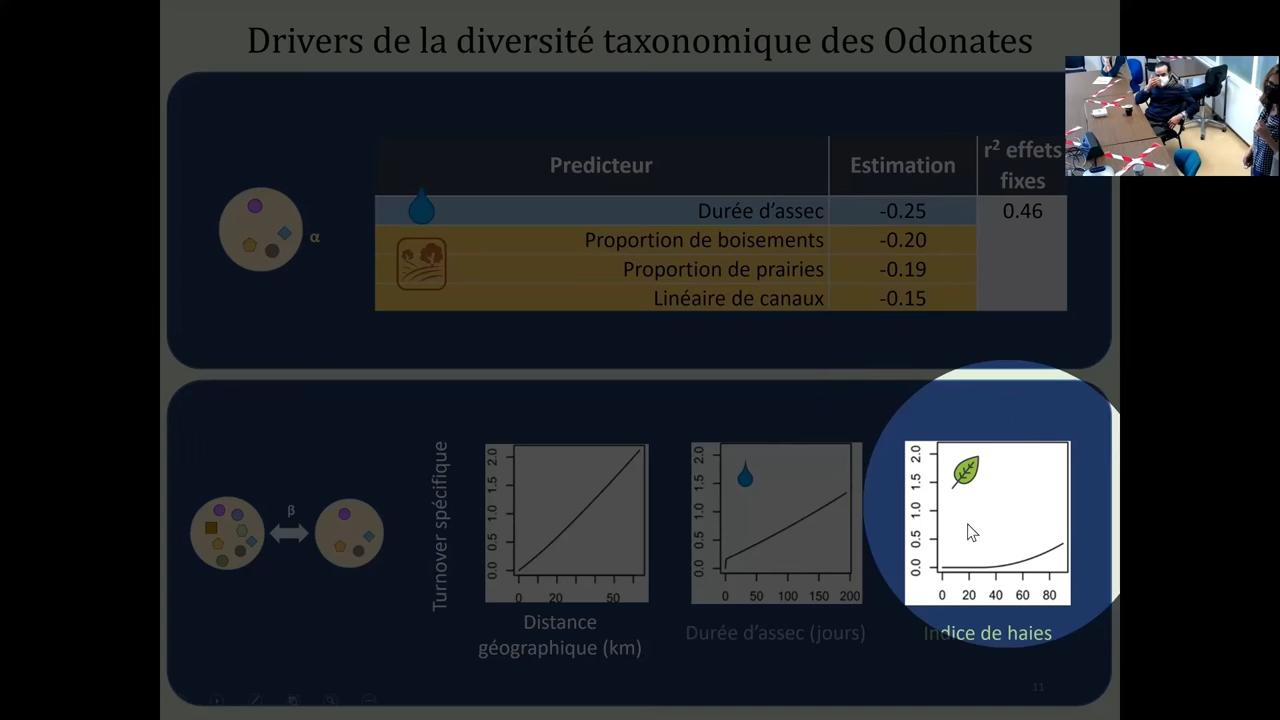 Drivers de la diversité taxonomique des Odonates
Predicteur
Estimation
r² effets
fixes
α
Durée d'assec
-0.25
0.46
Proportion de boisements
-0.20
Proportion de prairies
-0.19
Linéaire de canaux
-0.15
β
Turnover spécifique
0.0 0.5 1.0 1.5 2.0
0 20 50
Distance
géographique (km)
0.0 0.5 1.0 1.5 2.0
0 50 100 150 200
Durée d'assec (jours)
0.0 0.5 1.0 1.5 2.0
0 20 40 60 80
Indice de haies
11